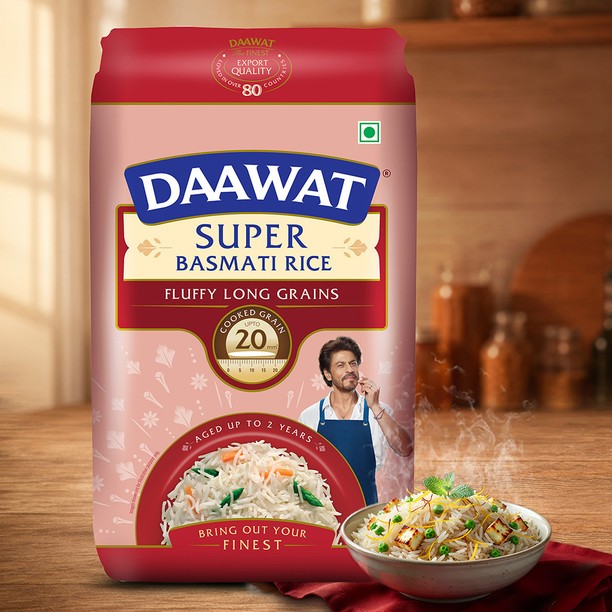 DAAWAT
The FINEST
EXPORT
QUALITY
LOVED IN OVER 80 COUNTRIES
DAAWAT®
SUPER
BASMATI RICE
FLUFFY LONG GRAINS
COOKED GRAIN
UPTO
20 mm
0 5 10 15 20
AGED UP TO 2 YEARS
BRING OUT YOUR
FINEST